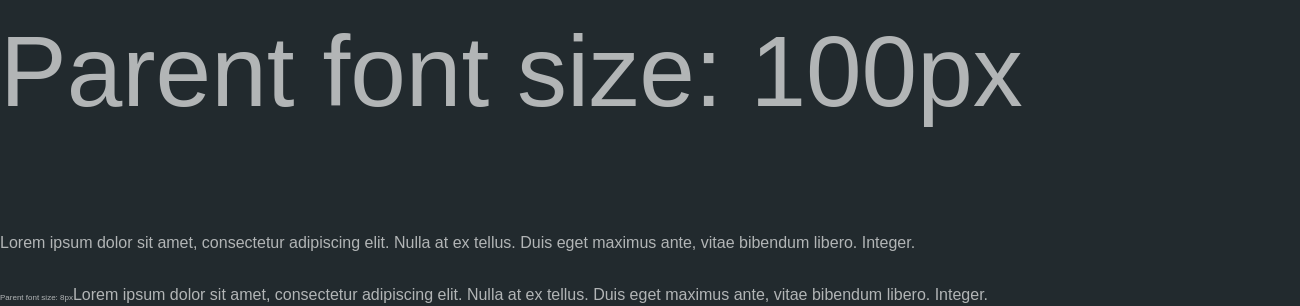 Parent font size: 100px
Lorem ipsum dolor sit amet, consectetur adipiscing elit. Nulla at ex tellus. Duis eget maximus ante, vitae bibendum libero. Integer.
Parent font size: 8pxLorem ipsum dolor sit amet, consectetur adipiscing elit. Nulla at ex tellus. Duis eget maximus ante, vitae bibendum libero. Integer.